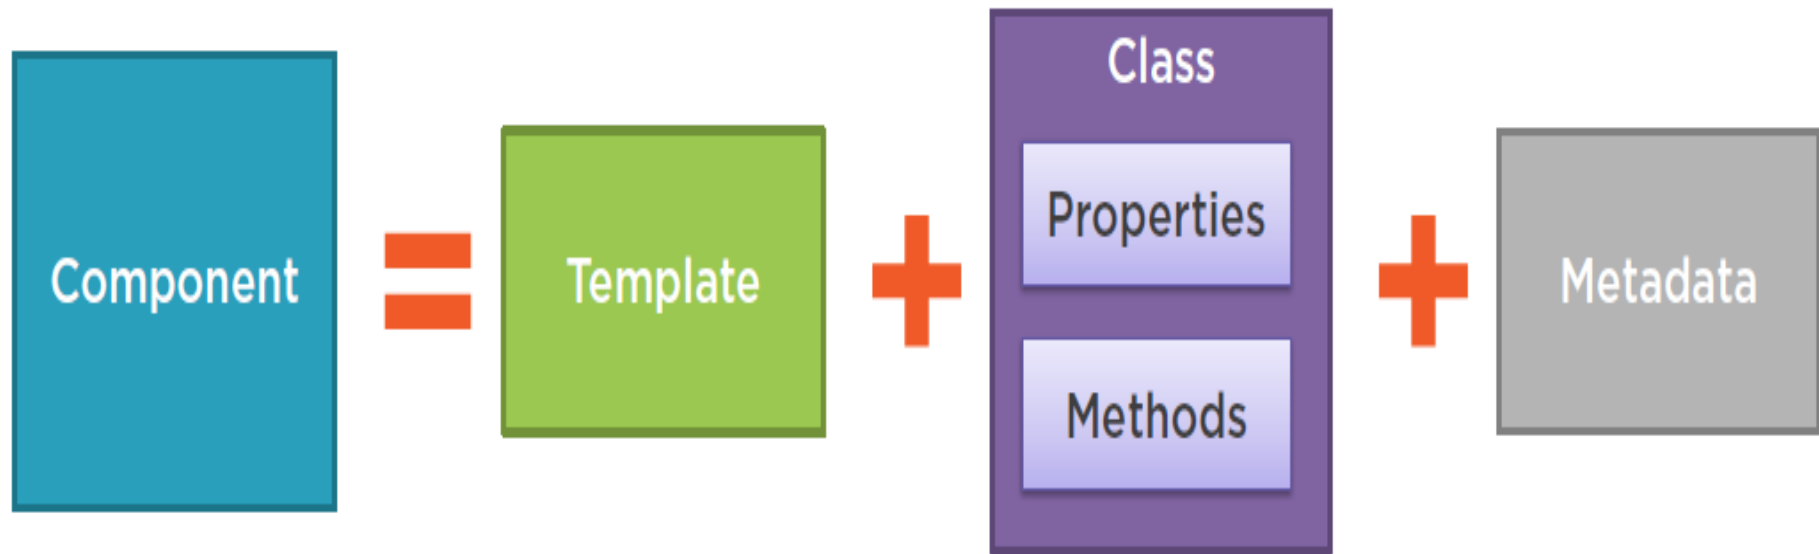 Component
=
Template
+
Class
Properties
Methods
+
Metadata